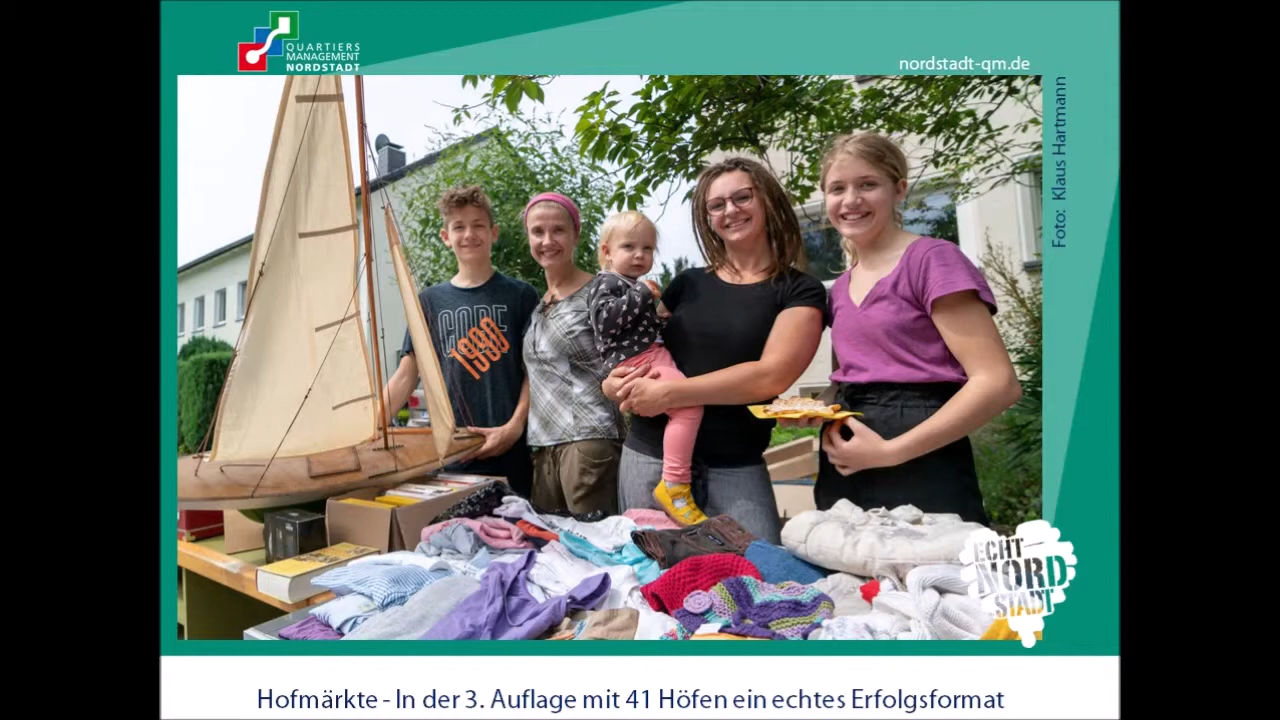 QUARTIERS
MANAGEMENT
NORDSTADT
nordstadt-qm.de
Foto: Klaus Hartmann
CODE
1990
ECHT
NORD
STADT
Hofmärkte - In der 3. Auflage mit 41 Höfen ein echtes Erfolgsformat